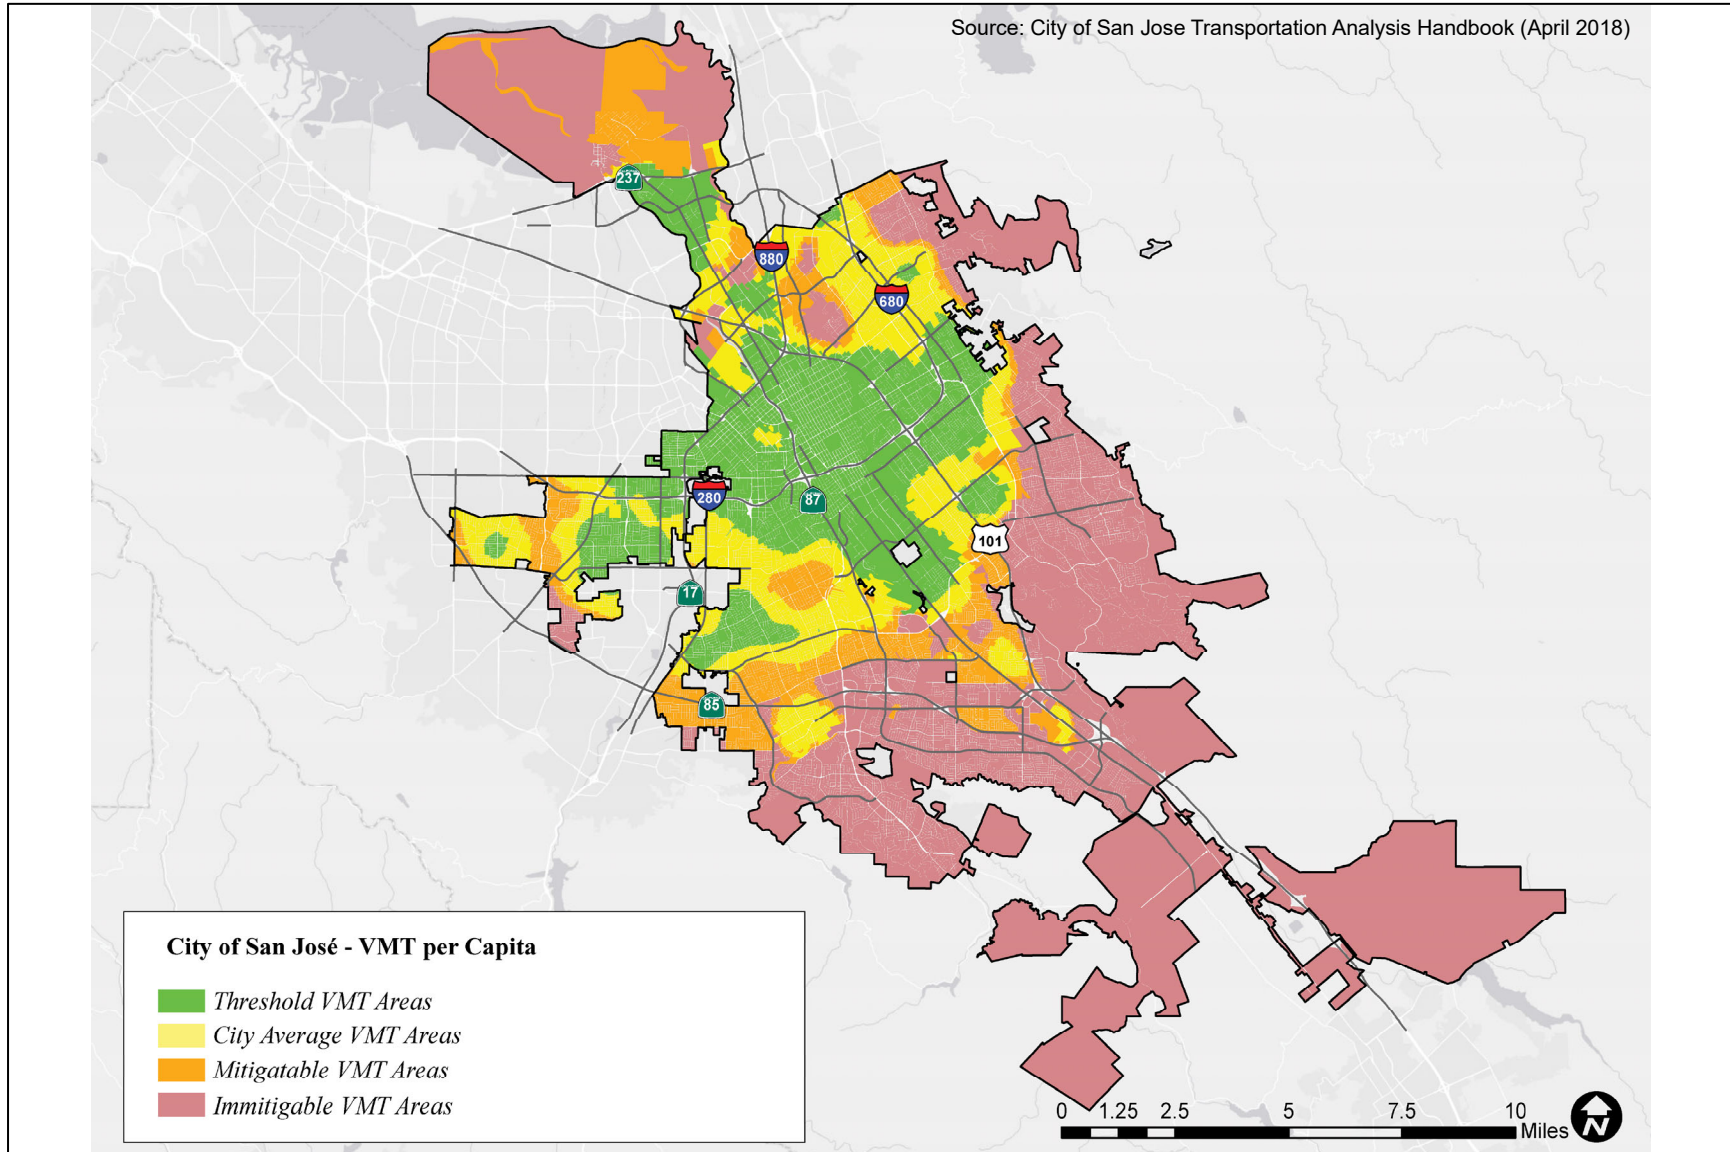 Source: City of San Jose Transportation Analysis Handbook (April 2018)
237
880
680
280
87
101
17
85
City of San José - VMT per Capita
Threshold VMT Areas
City Average VMT Areas
Mitigatable VMT Areas
Immitigable VMT Areas
0 1.25 2.5 5 7.5 10
Miles
N